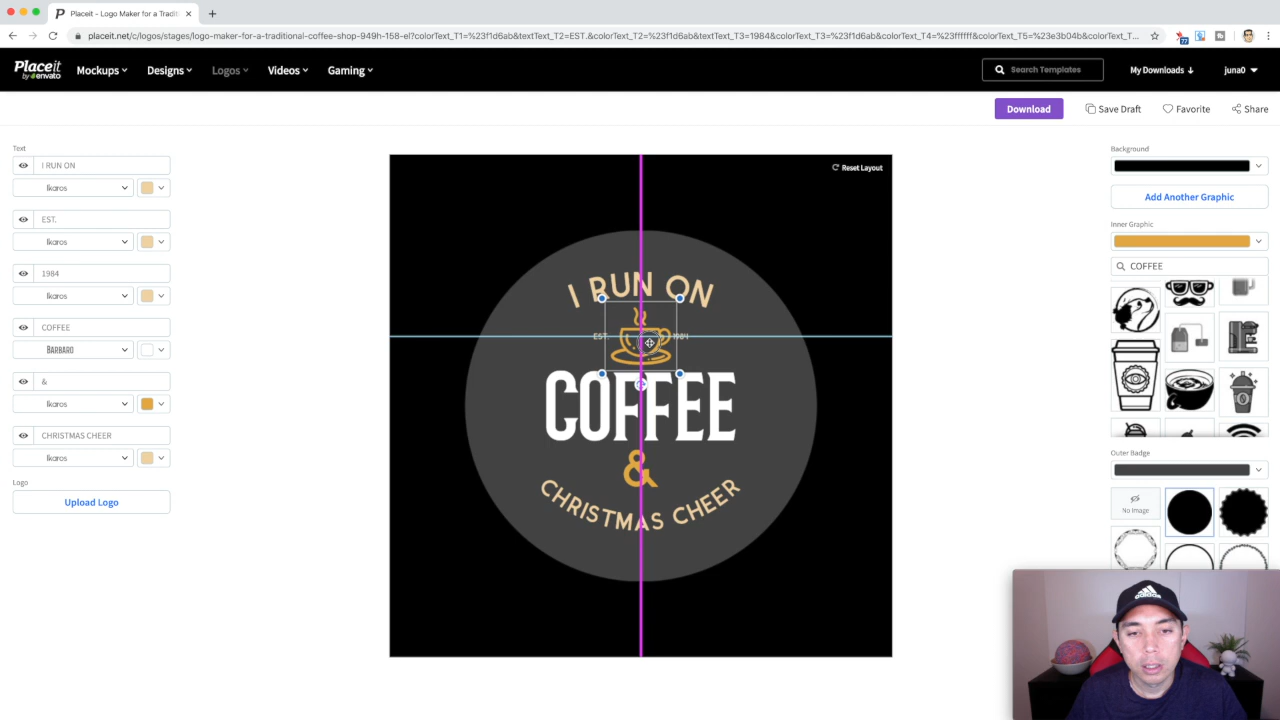 Placeit - Logo Maker for a Traditi
placeit.net/c/logos/stages/logo-maker-for-a-traditional-coffee-shop-949h-158-el?colorText_T1=%23f1d6ab&textText_T2=EST.&colorText_T2=%23f1d6ab&textText_T3=1984&colorText_T3=%23f1d6ab&colorText_T4=%23ffffff&colorText_T5=%23e3b04b&colorText_T...
77
Placeit
by envato
Mockups
Designs
Logos
Videos
Gaming
Search Templates
My Downloads
juna0
Download
Save Draft
Favorite
Share
Text
I RUN ON
Ikaros
EST.
Ikaros
1984
Ikaros
COFFEE
BARBARO
&
Ikaros
CHRISTMAS CHEER
Ikaros
Logo
Upload Logo
Reset Layout
I RUN ON
EST. 1984
COFFEE
&
CHRISTMAS CHEER
Background
Add Another Graphic
Inner Graphic
COFFEE
Outer Badge
No Image